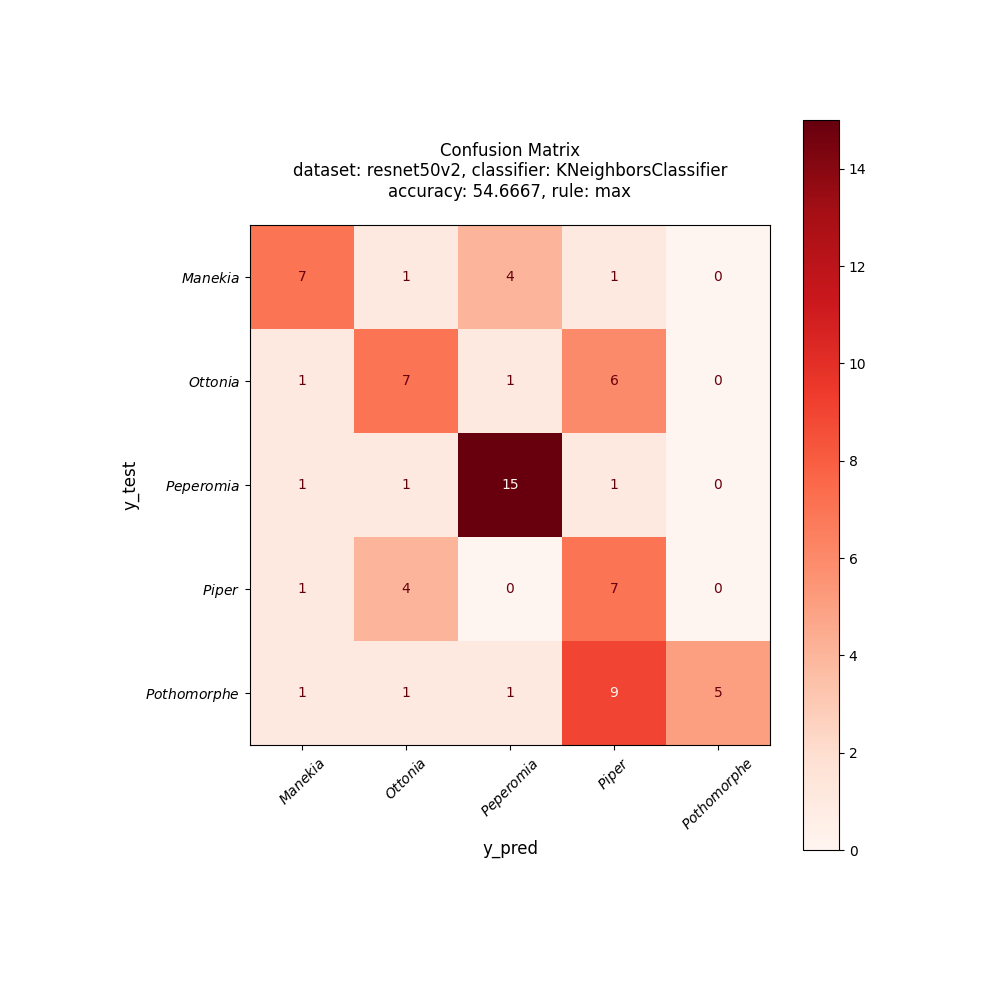 Confusion Matrix
dataset: resnet50v2, classifier: KNeighborsClassifier
accuracy: 54.6667, rule: max
Manekia 7 1 4 1 0
Ottonia 1 7 1 6 0
Peperomia 1 1 15 1 0
Piper 1 4 0 7 0
Pothomorphe 1 1 1 9 5
Manekia Ottonia Peperomia Piper Pothomorphe
y_pred
y_test
14
12
10
8
6
4
2
0